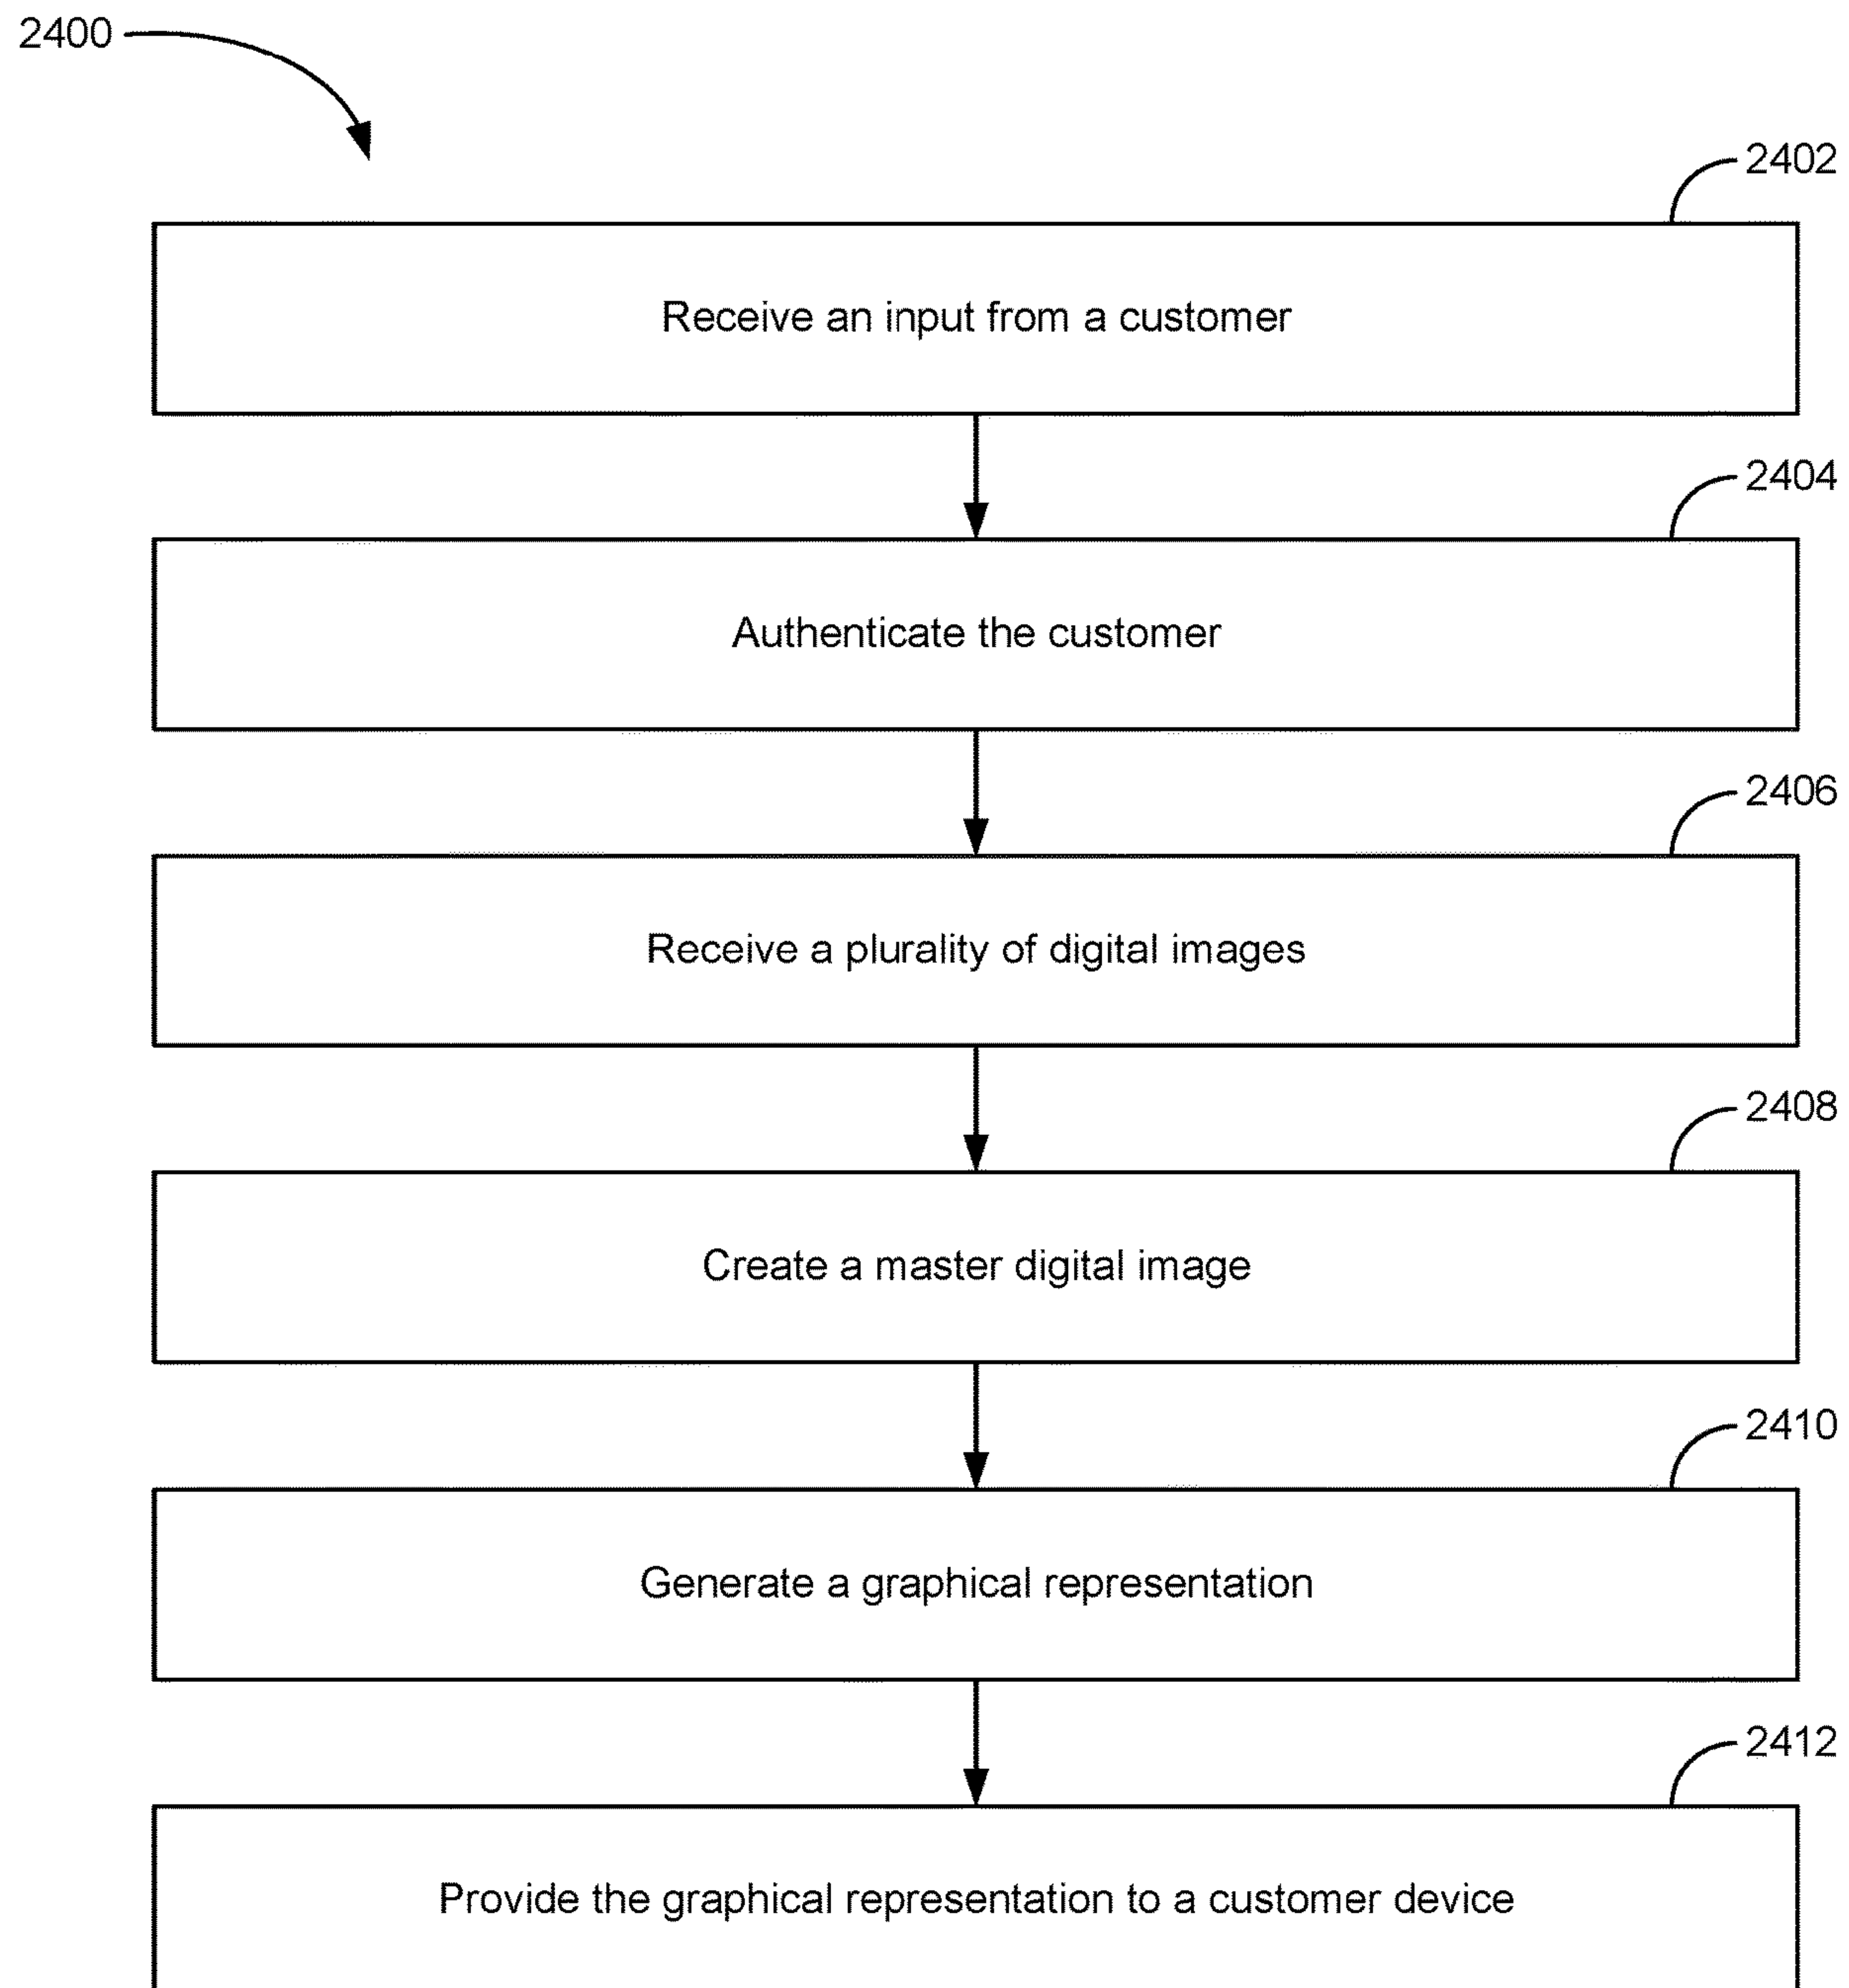 2400
2402
Receive an input from a customer
2404
Authenticate the customer
2406
Receive a plurality of digital images
2408
Create a master digital image
2410
Generate a graphical representation
2412
Provide the graphical representation to a customer device